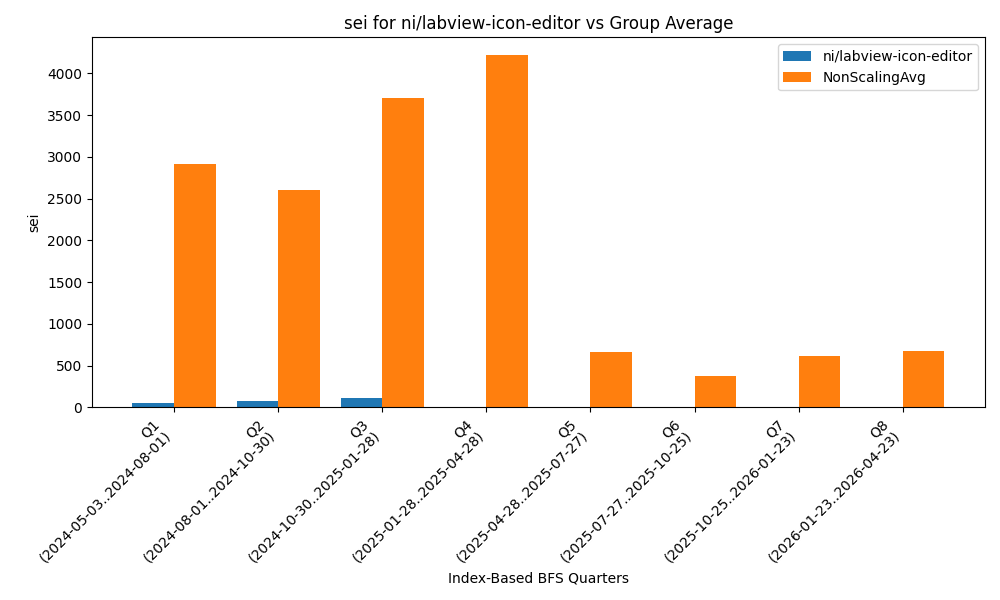 sei for ni/labview-icon-editor vs Group Average
ni/labview-icon-editor
NonScalingAvg
sei
4000
3500
3000
2500
2000
1500
1000
500
0
Q1
(2024-05-03..2024-08-01)
Q2
(2024-08-01..2024-10-30)
Q3
(2024-10-30..2025-01-28)
Q4
(2025-01-28..2025-04-28)
Q5
(2025-04-28..2025-07-27)
Q6
(2025-07-27..2025-10-25)
Q7
(2025-10-25..2026-01-23)
Q8
(2026-01-23..2026-04-23)
Index-Based BFS Quarters